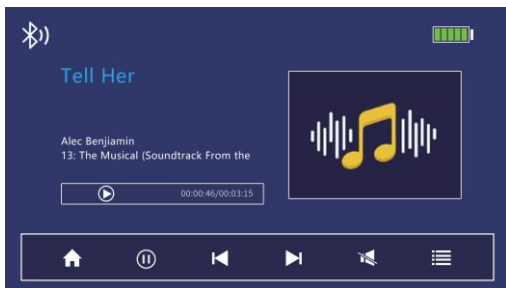 Tell Her
Alec Benjiamin
13: The Musical (Soundtrack From the
00:00:46/00:03:15